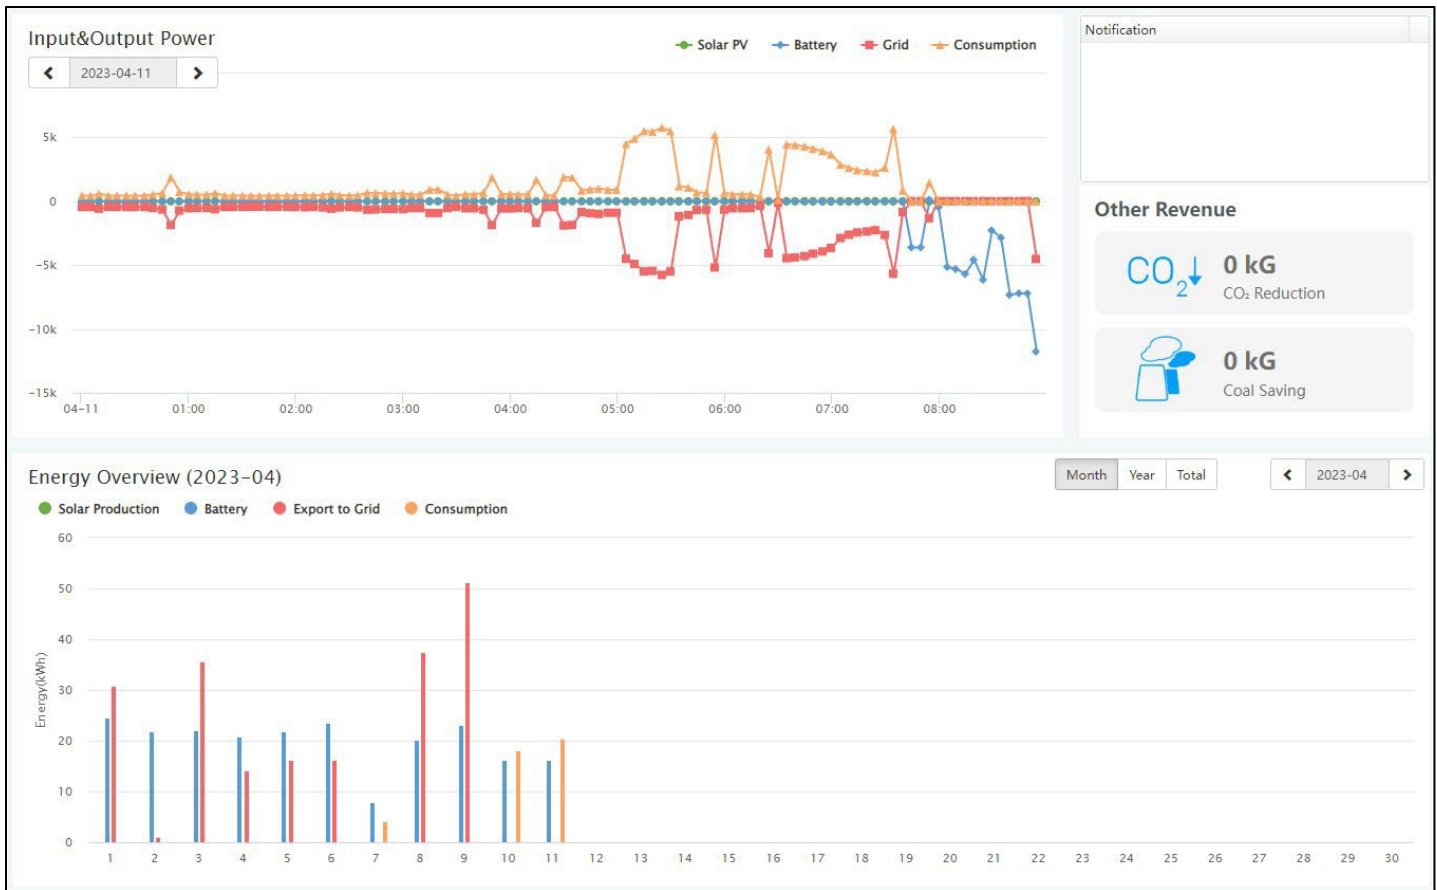 Input&Output Power
2023-04-11
Solar PV Battery Grid Consumption
5k
0
-5k
-10k
-15k
04-11 01:00 02:00 03:00 04:00 05:00 06:00 07:00 08:00
Notification
Other Revenue
CO2
0 kG
CO₂ Reduction
0 kG
Coal Saving
Energy Overview (2023-04)
Month Year Total
2023-04
Solar Production Battery Export to Grid Consumption
Energy(kWh)
60
50
40
30
20
10
0
1 2 3 4 5 6 7 8 9 10 11 12 13 14 15 16 17 18 19 20 21 22 23 24 25 26 27 28 29 30